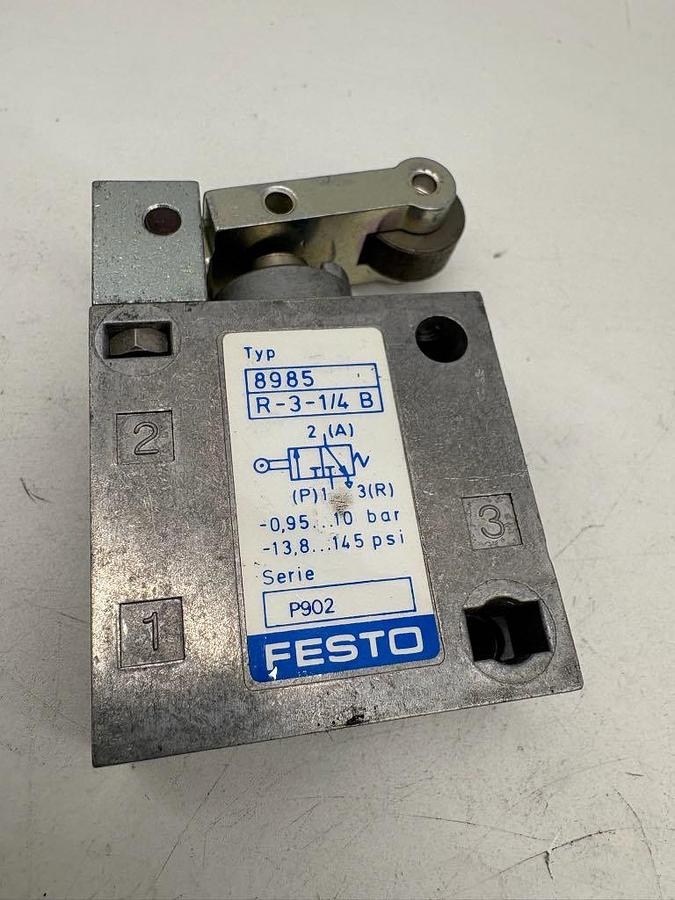 Typ
8985
R-3-1/4 B
2 (A)
(P) 1 3(R)
-0,95...10 bar
-13,8...145 psi
Serie
P902
FESTO
2
3
1